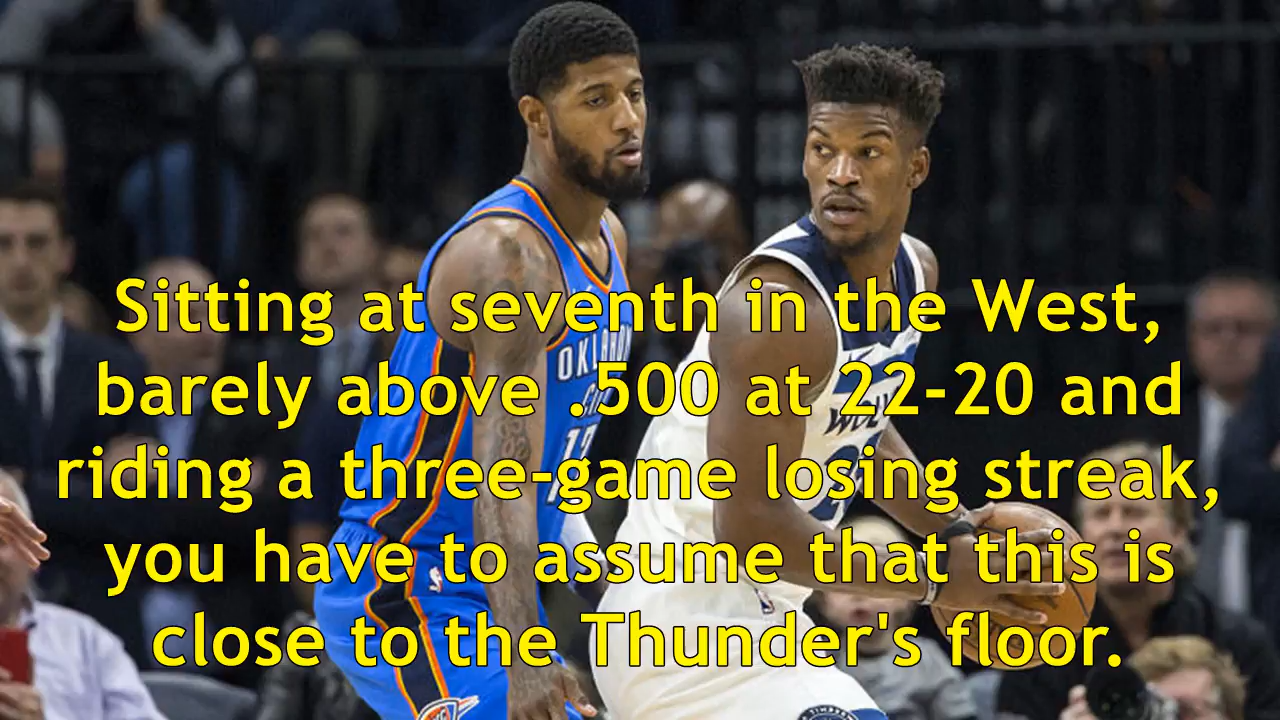 Sitting at seventh in the West,
barely above .500 at 22-20 and
riding a three-game losing streak,
you have to assume that this is
close to the Thunder's floor.